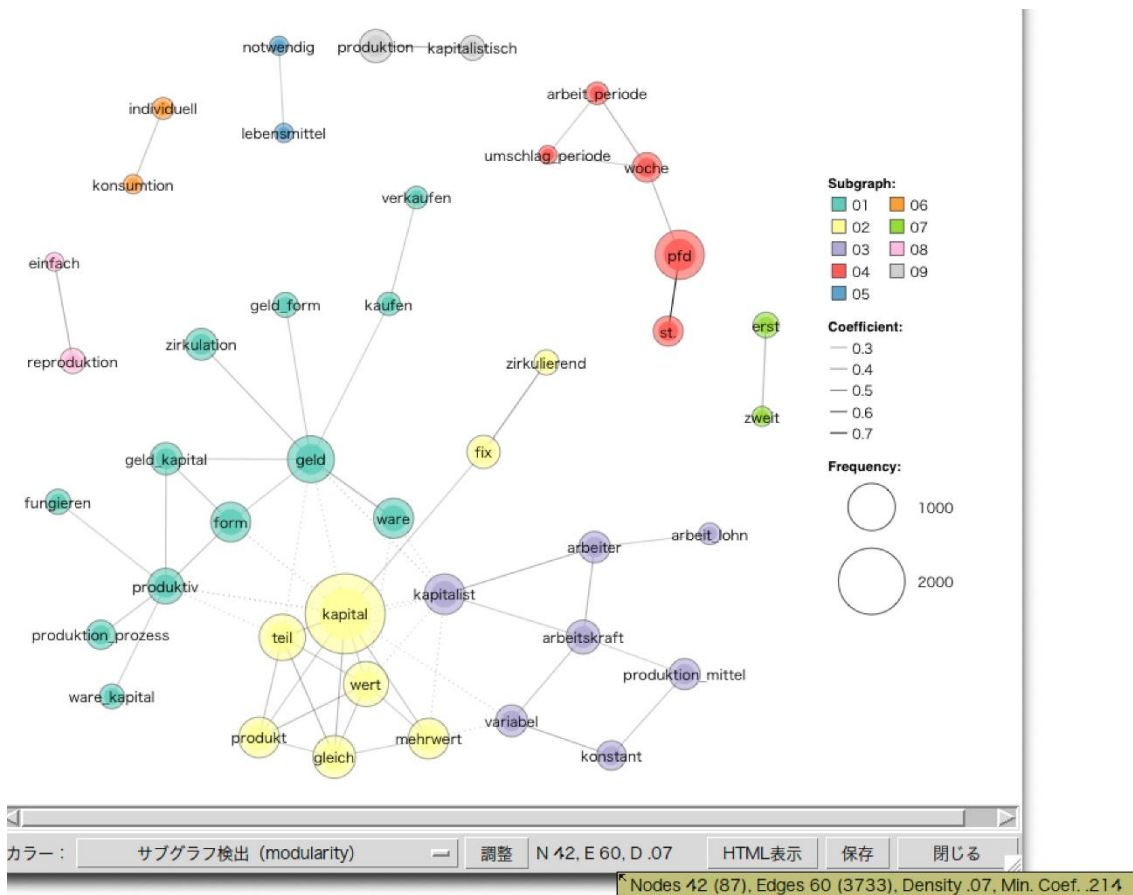 notwendig
produktion
kapitalistisch
individuell
arbeit_periode
lebensmittel
umschlag_periode
woche
konsumtion
verkaufen
Subgraph:
01 06
02 07
03 08
04 09
05
einfach
pfd
geld_form
kaufen
erst
st.
Coefficient:
zirkulation
0.3
reproduktion
zirkulierend
0.4
0.5
0.6
zweit
0.7
geld_kapital
geld
fix
Frequency:
fungieren
1000
form
ware
arbeit_lohn
arbeiter
2000
produktiv
kapitalist
kapital
produktion_prozess
teil
arbeitskraft
produktion_mittel
wert
ware_kapital
variabel
produkt
mehrwert
gleich
konstant
カラー： サブグラフ検出（modularity） 調整 N 42, E 60, D .07 HTML表示 保存 閉じる
Nodes 42 (87), Edges 60 (3733), Density .07, Min. Coef. .214